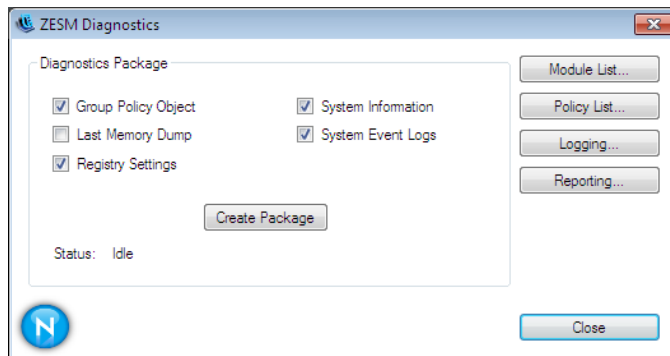 ZESM Diagnostics
Diagnostics Package
Group Policy Object
System Information
Last Memory Dump
System Event Logs
Registry Settings
Create Package
Status: Idle
Module List...
Policy List...
Logging...
Reporting...
N
Close